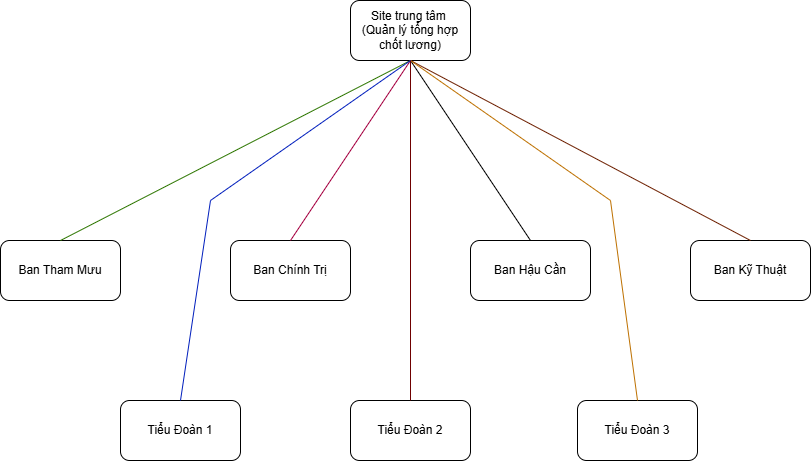 Site trung tâm
(Quản lý tổng hợp
chốt lương)
Ban Tham Mưu
Ban Chính Trị
Ban Hậu Cần
Ban Kỹ Thuật
Tiểu Đoàn 1
Tiểu Đoàn 2
Tiểu Đoàn 3